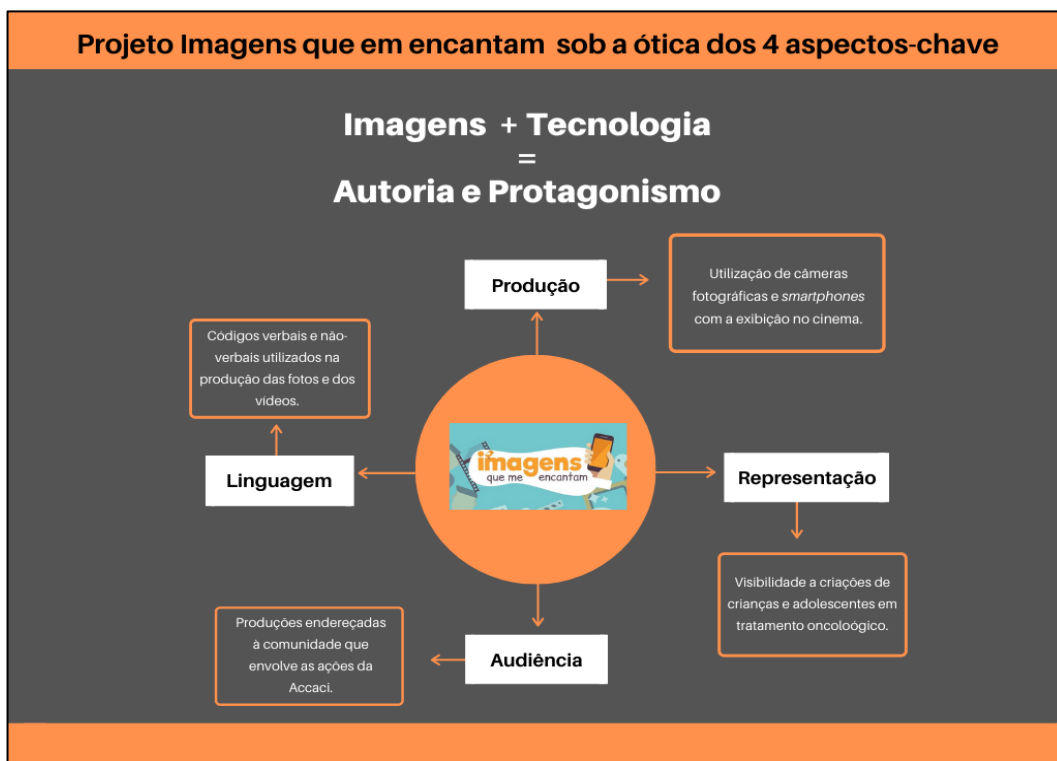 Projeto Imagens que em encantam sob a ótica dos 4 aspectos-chave
Imagens + Tecnologia
=
Autoria e Protagonismo
Produção
Utilização de câmeras
fotográficas e smartphones
com a exibição no cinema.
Códigos verbais e não-
verbais utilizados na
produção das fotos e dos
vídeos.
Linguagem
imagens
que me encantam
Representação
Visibilidade a criações de
crianças e adolescentes em
tratamento oncoloógico.
Produções endereçadas
à comunidade que
envolve as ações da
Accaci.
Audiência